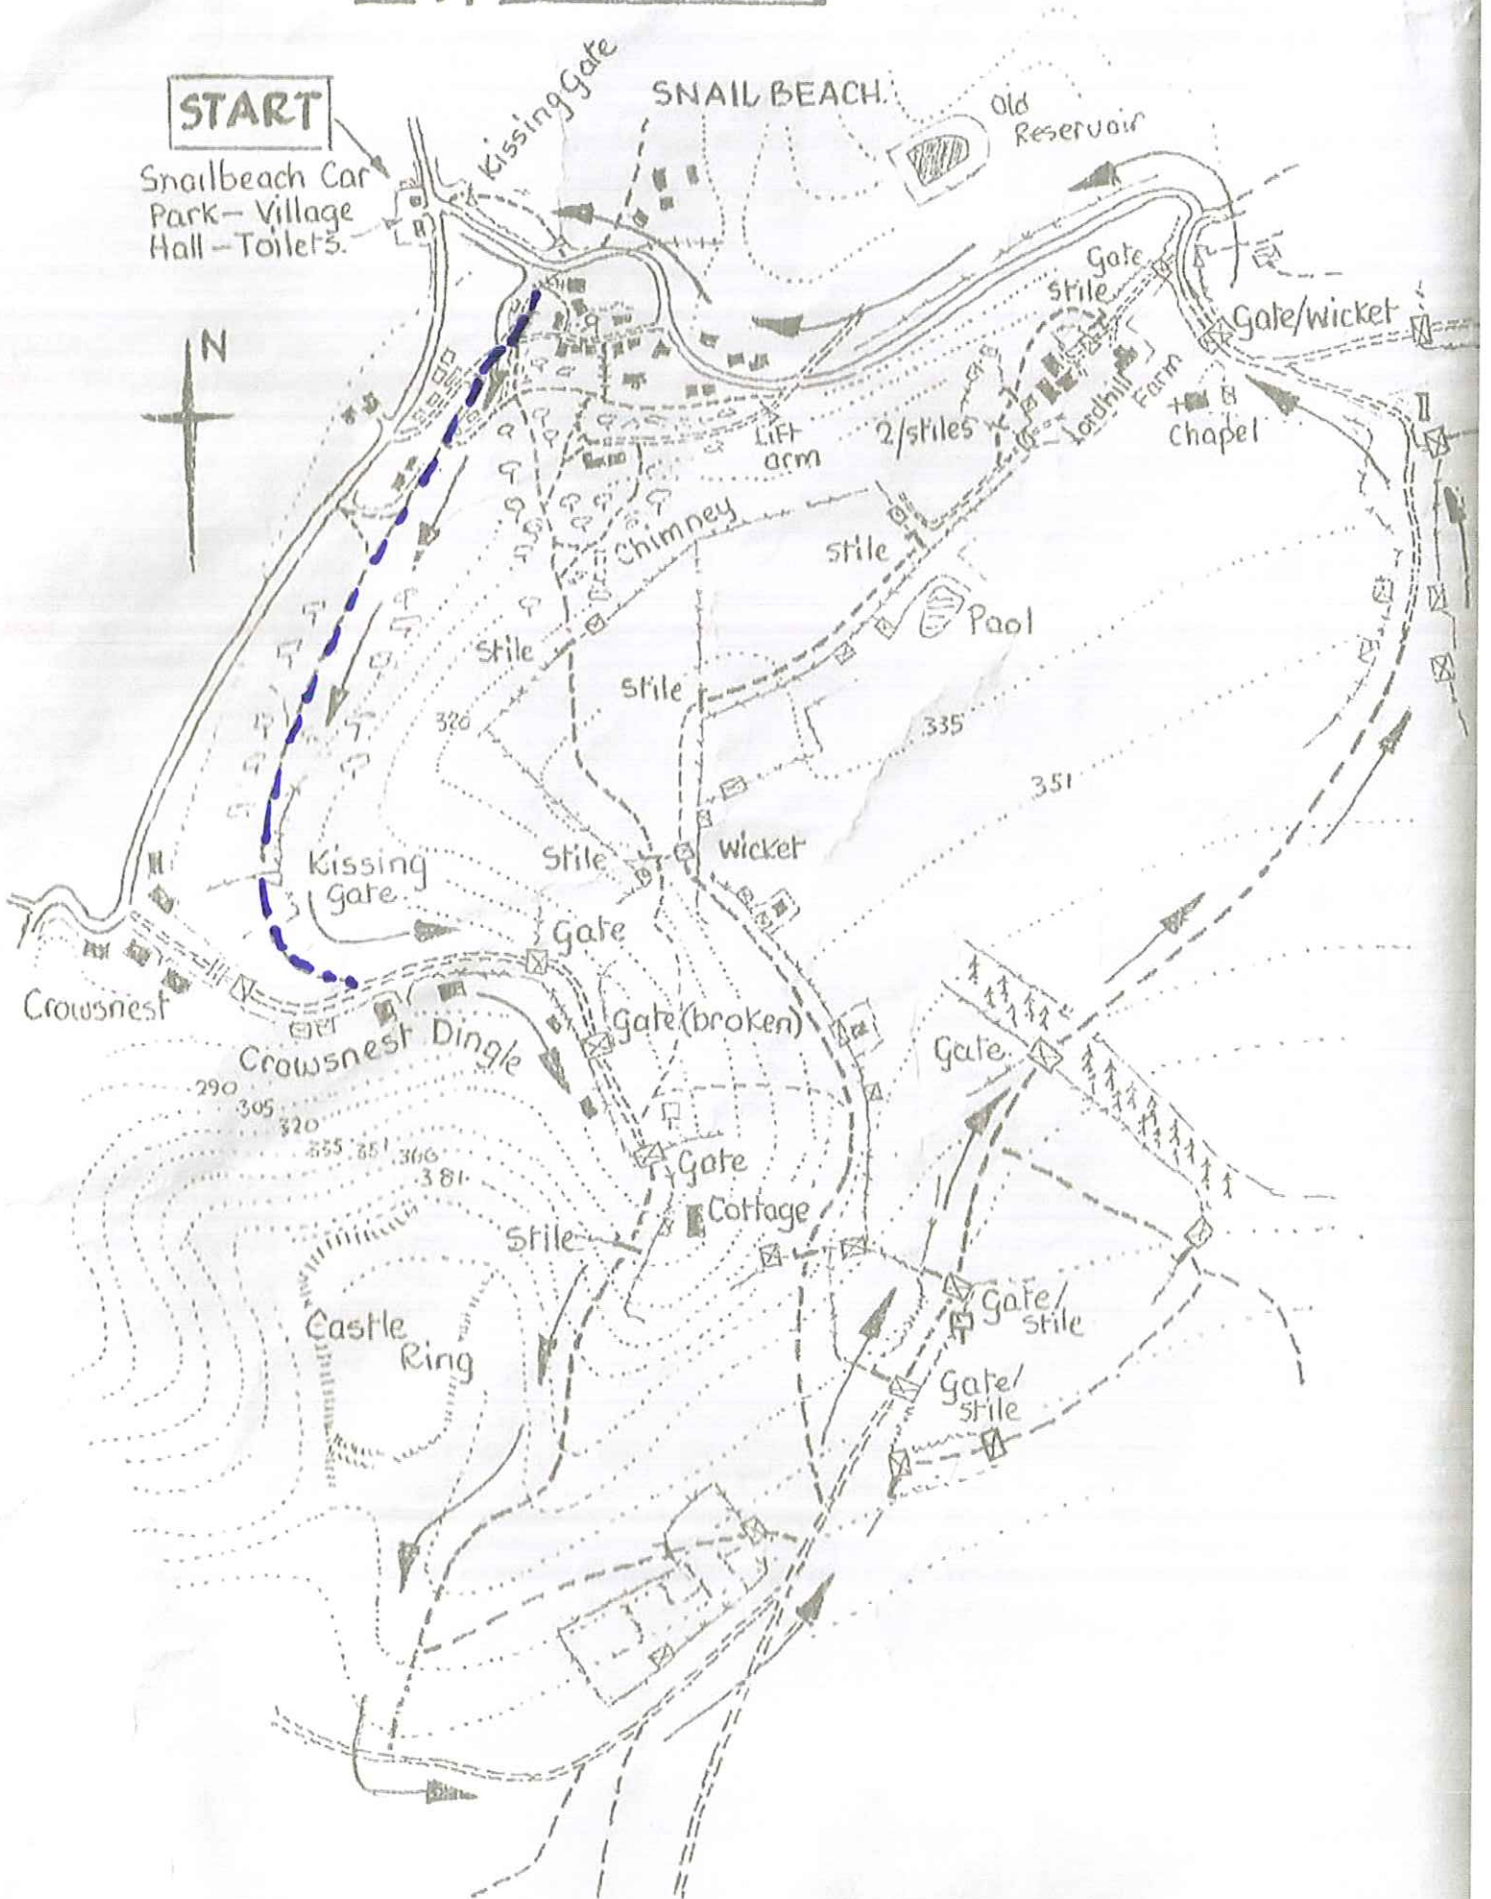 START
Snailbeach Car
Park - Village
Hall - Toilets.
Kissing Gate
SNAIL BEACH.
Old
Reservoir
N
Gate
Stile
Gate/wicket
Lordhill Farm
Chapel
2/stiles
Lift
arm
Chimney
Stile
Pool
Stile
Stile
320
335
351
Kissing
Gate
Stile
Wicket
Gate
Crowsnest
Crowsnest Dingle
Gate (broken)
Gate
290
305
320
335 351 366
381
Gate
Cottage
Stile
Castle
Ring
Gate/
Stile
Gate/
Stile